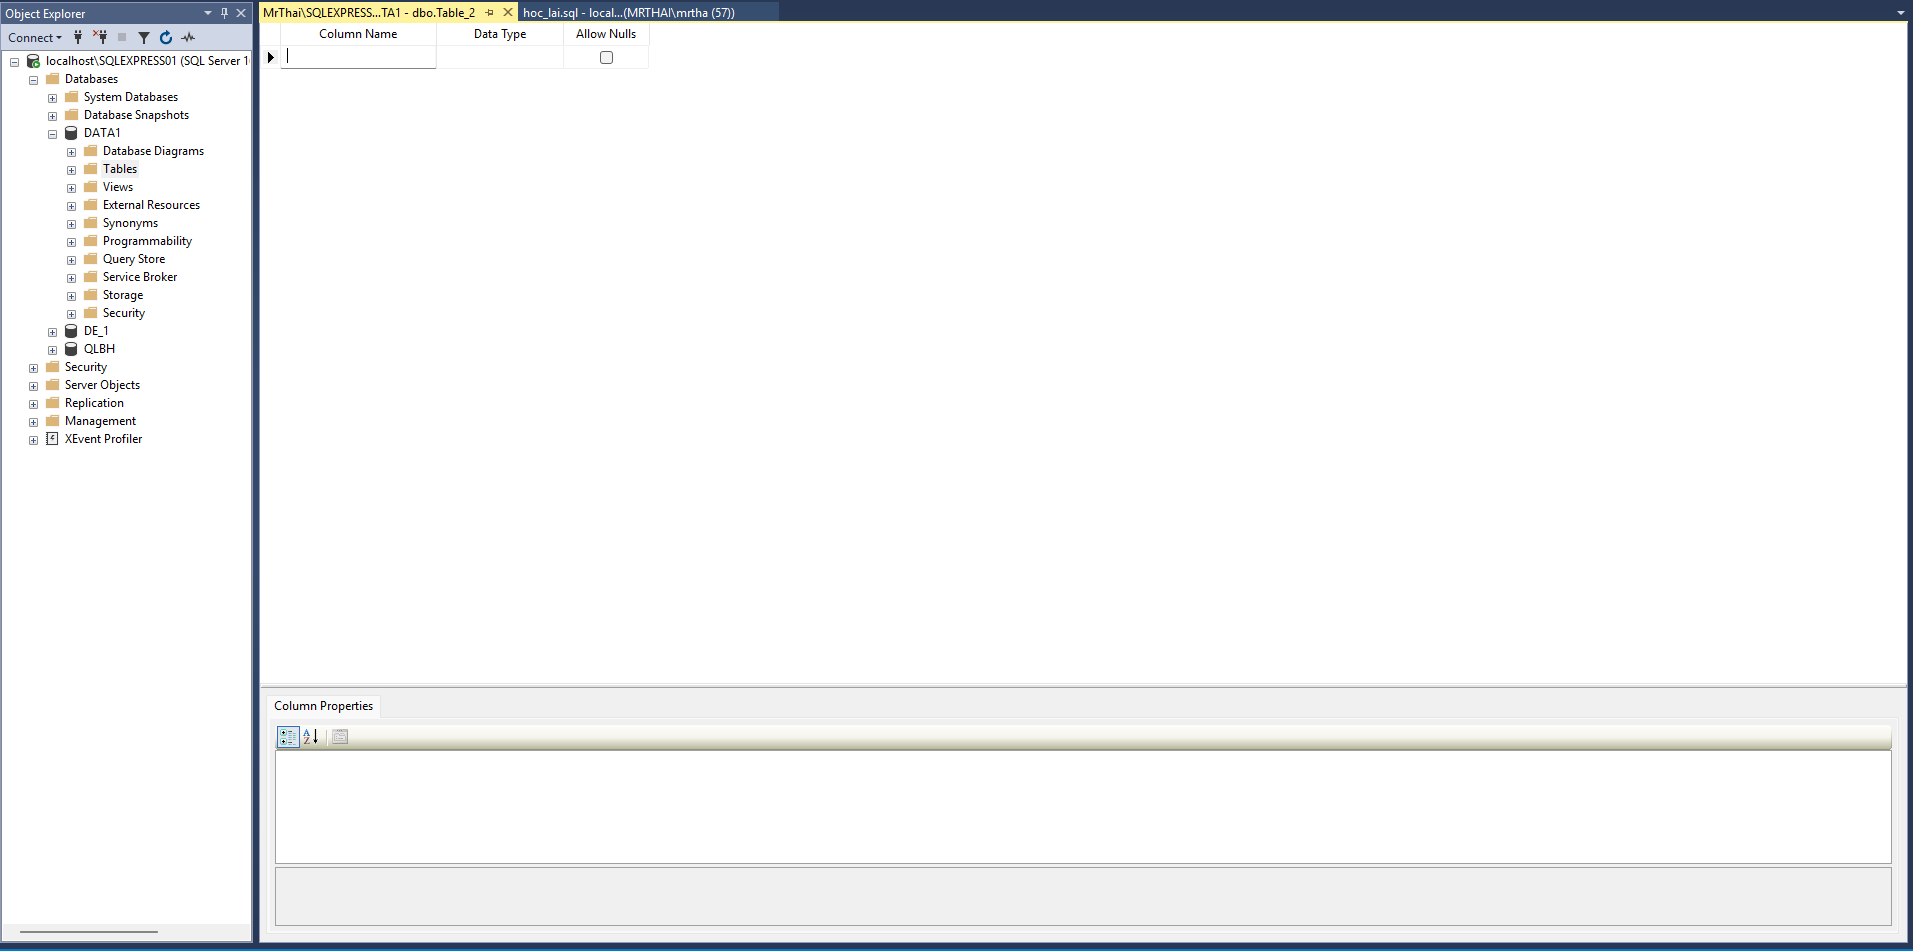 Object Explorer
Connect
localhost\SQLEXPRESS01 (SQL Server 1
Databases
System Databases
Database Snapshots
DATA1
Database Diagrams
Tables
Views
External Resources
Synonyms
Programmability
Query Store
Service Broker
Storage
Security
DE_1
QLBH
Security
Server Objects
Replication
Management
XEvent Profiler
MrThai\SQLEXPRESS...TA1 - dbo.Table_2
hoc_lai.sql - local...(MRTHAI\mrtha (57))
Column Name Data Type Allow Nulls
Column Properties